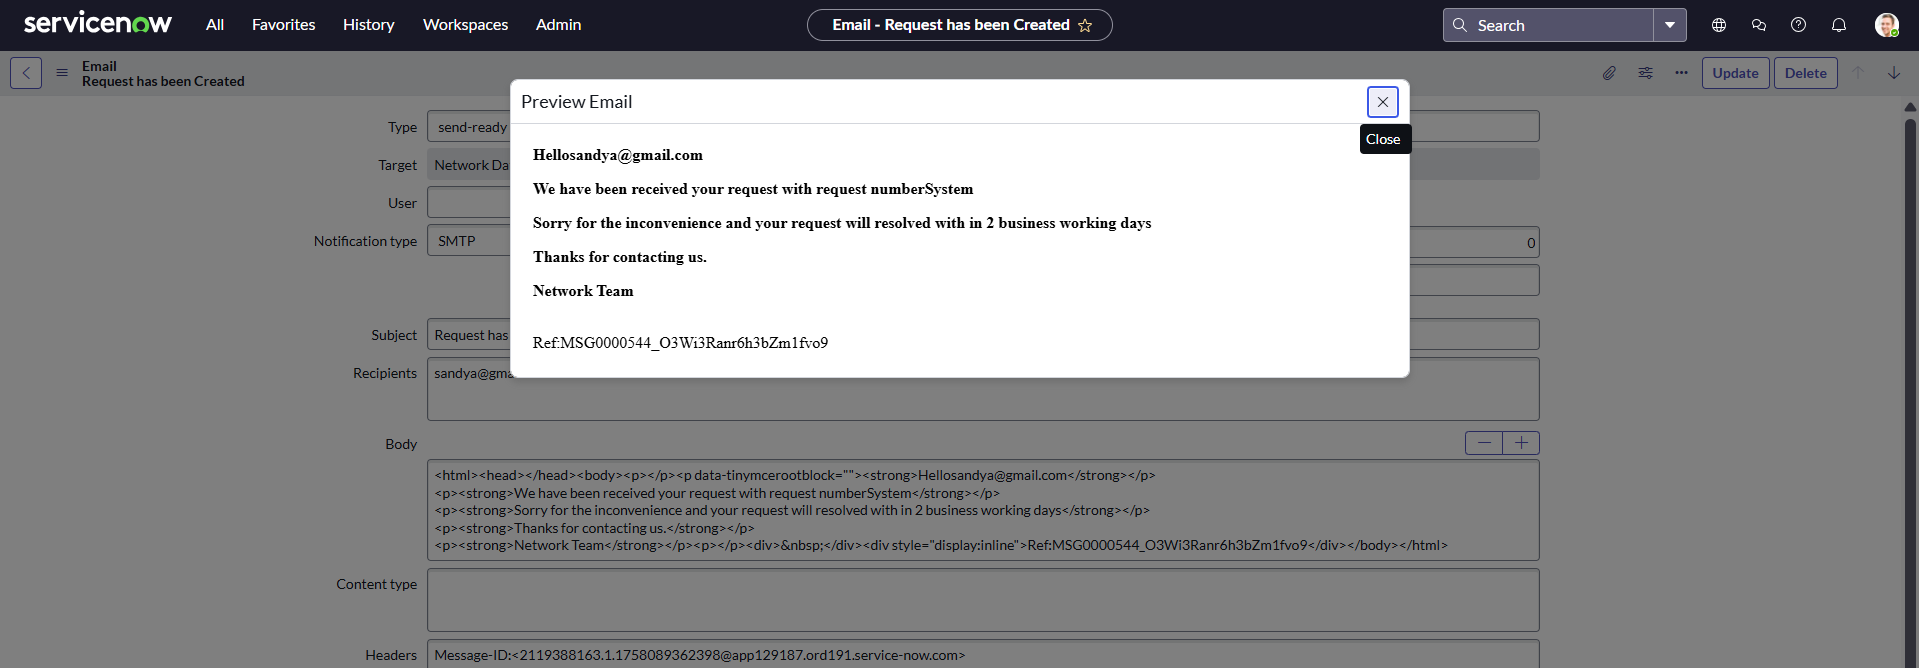 servicenow All Favorites History Workspaces Admin Email - Request has been Created Search
Email
Request has been Created
Update Delete
Preview Email
Close
Hellosandya@gmail.com
We have been received your request with request numberSystem
Sorry for the inconvenience and your request will resolved with in 2 business working days
Thanks for contacting us.
Network Team
Ref:MSG0000544_O3Wi3Ranr6h3bZm1fvo9
Type send-ready
Target Network Da
User
Notification type SMTP 0
Subject Request has
Recipients sandya@gma
Body
<html><head></head><body><p></p><p data-tinymcerootblock=""><strong>Hellosandya@gmail.com</strong></p>
<p><strong>We have been received your request with request numberSystem</strong></p>
<p><strong>Sorry for the inconvenience and your request will resolved with in 2 business working days</strong></p>
<p><strong>Thanks for contacting us.</strong></p>
<p><strong>Network Team</strong></p><p></p><div>&nbsp;</div><div style="display:inline">Ref:MSG0000544_O3Wi3Ranr6h3bZm1fvo9</div></body></html>
Content type
Headers Message-ID:<2119388163.1.1758089362398@app129187.ord191.service-now.com>